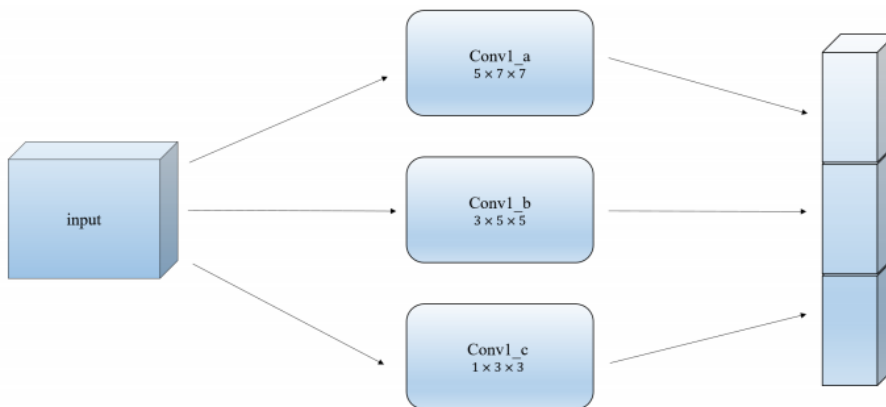 Conv1_a
5 × 7 × 7
input
Conv1_b
3 × 5 × 5
Conv1_c
1 × 3 × 3